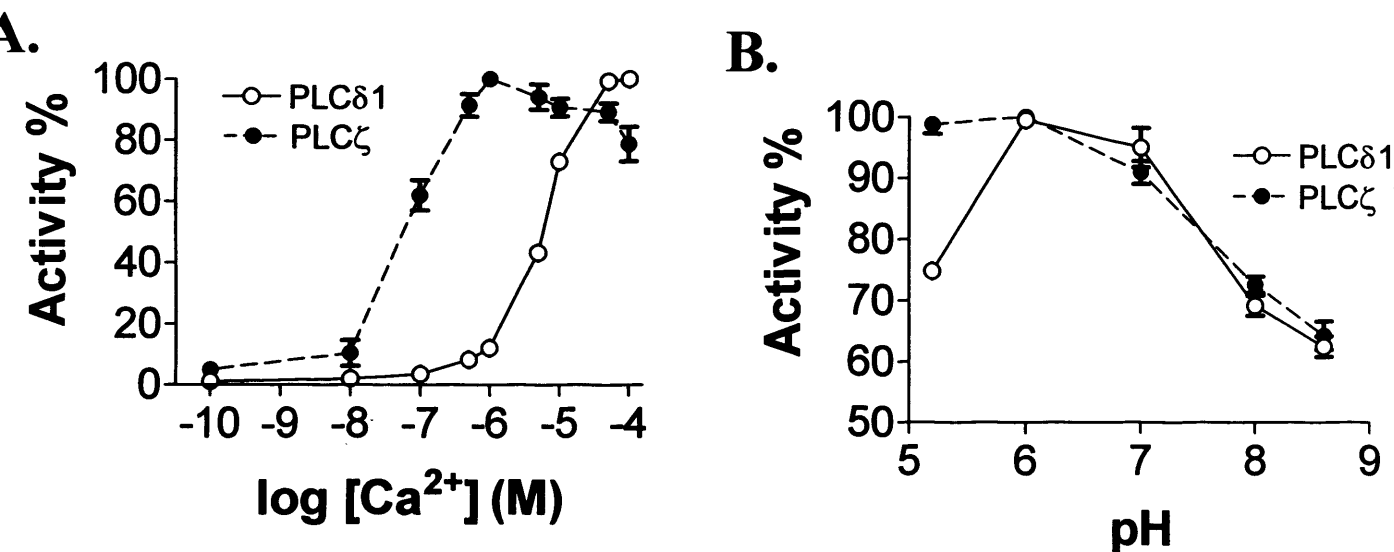 A.
100
80
60
40
20
0
Activity %
PLCδ1
PLCζ
-10 -9 -8 -7 -6 -5 -4
log [Ca2+] (M)
B.
100
90
80
70
60
50
Activity %
PLCδ1
PLCζ
5 6 7 8 9
pH